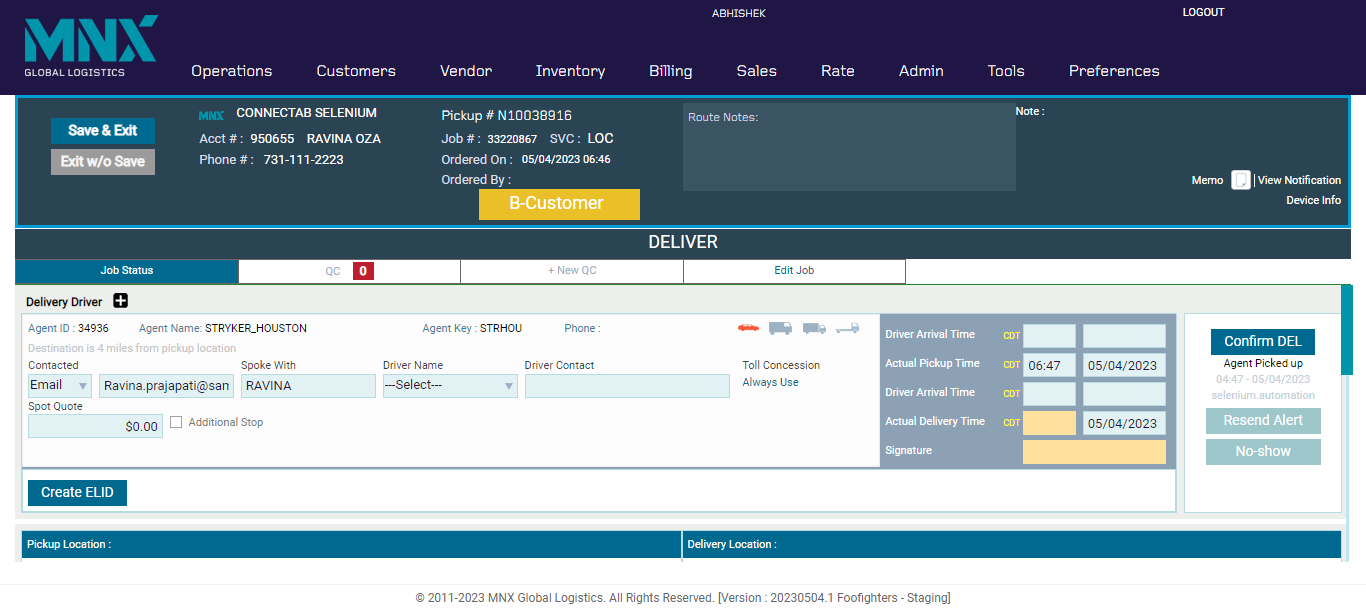 ABHISHEK
LOGOUT
MNX
GLOBAL LOGISTICS
Operations Customers Vendor Inventory Billing Sales Rate Admin Tools Preferences
Save & Exit
Exit w/o Save
MNX CONNECTAB SELENIUM
Acct # : 950655 RAVINA OZA
Phone # : 731-111-2223
Pickup # N10038916
Job # : 33220867 SVC : LOC
Ordered On : 05/04/2023 06:46
Ordered By :
B-Customer
Route Notes:
Note :
Memo | View Notification
Device Info
DELIVER
Job Status QC 0 + New QC Edit Job
Delivery Driver
Agent ID : 34936 Agent Name: STRYKER_HOUSTON Agent Key : STRHOU Phone :
Destination is 4 miles from pickup location
Contacted Spoke With Driver Name Driver Contact Toll Concession
Email Ravina.prajapati@san RAVINA ---Select--- Always Use
Spot Quote
$0.00 Additional Stop
Driver Arrival Time CDT
Actual Pickup Time CDT 06:47 05/04/2023
Driver Arrival Time CDT
Actual Delivery Time CDT 05/04/2023
Signature
Confirm DEL
Agent Picked up
04:47 - 05/04/2023
selenium.automation
Resend Alert
No-show
Create ELID
Pickup Location : Delivery Location :
© 2011-2023 MNX Global Logistics. All Rights Reserved. [Version : 20230504.1 Foofighters - Staging]